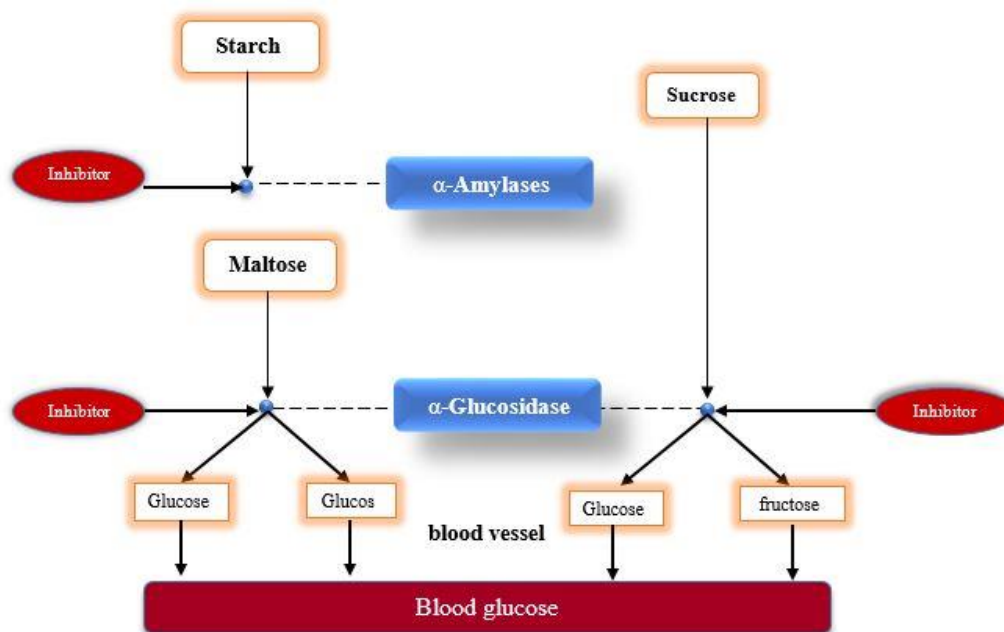 Starch
Sucrose
Inhibitor
α-Amylases
Maltose
Inhibitor
α-Glucosidase
Inhibitor
Glucose
Glucos
Glucose
fructose
blood vessel
Blood glucose